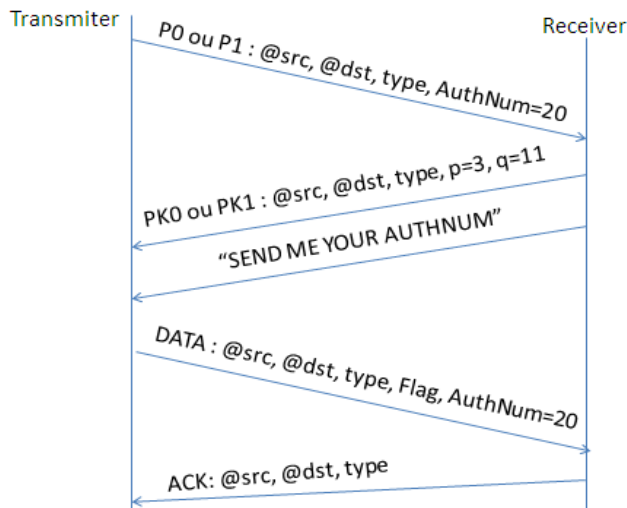 Transmiter
Receiver
P0 ou P1 : @src, @dst, type, AuthNum=20
PK0 ou PK1 : @src, @dst, type, p=3, q=11
“SEND ME YOUR AUTHNUM”
DATA : @src, @dst, type, Flag, AuthNum=20
ACK: @src, @dst, type